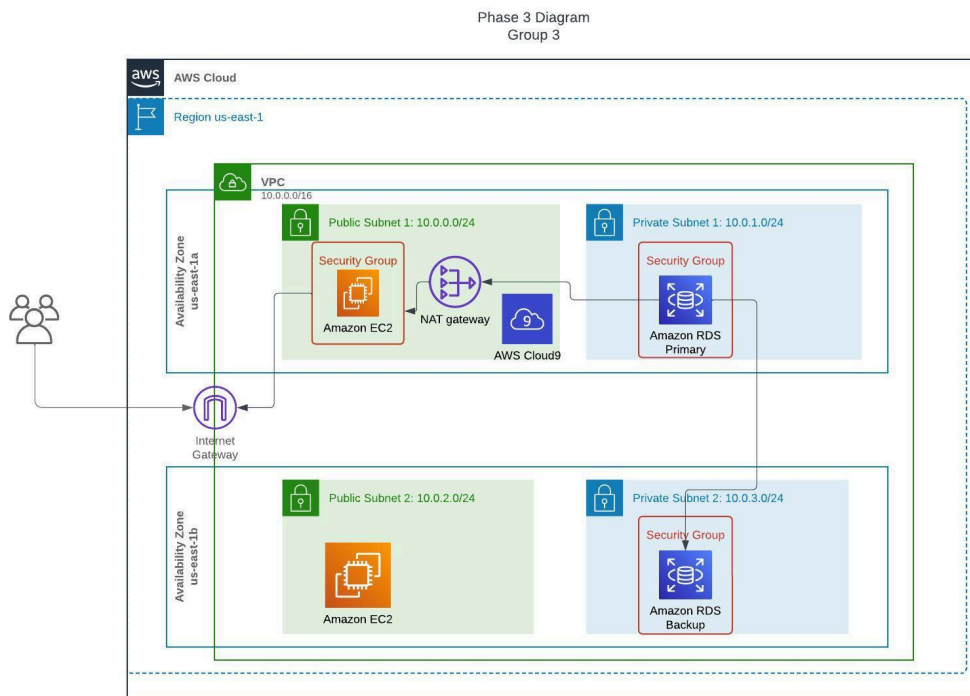 Phase 3 Diagram
Group 3
aws
AWS Cloud
Region us-east-1
VPC
10.0.0.0/16
Availability Zone
us-east-1a
Public Subnet 1: 10.0.0.0/24
Security Group
Amazon EC2
NAT gateway
9
AWS Cloud9
Private Subnet 1: 10.0.1.0/24
Security Group
Amazon RDS
Primary
Internet
Gateway
Availability Zone
us-east-1b
Public Subnet 2: 10.0.2.0/24
Amazon EC2
Private Subnet 2: 10.0.3.0/24
Security Group
Amazon RDS
Backup